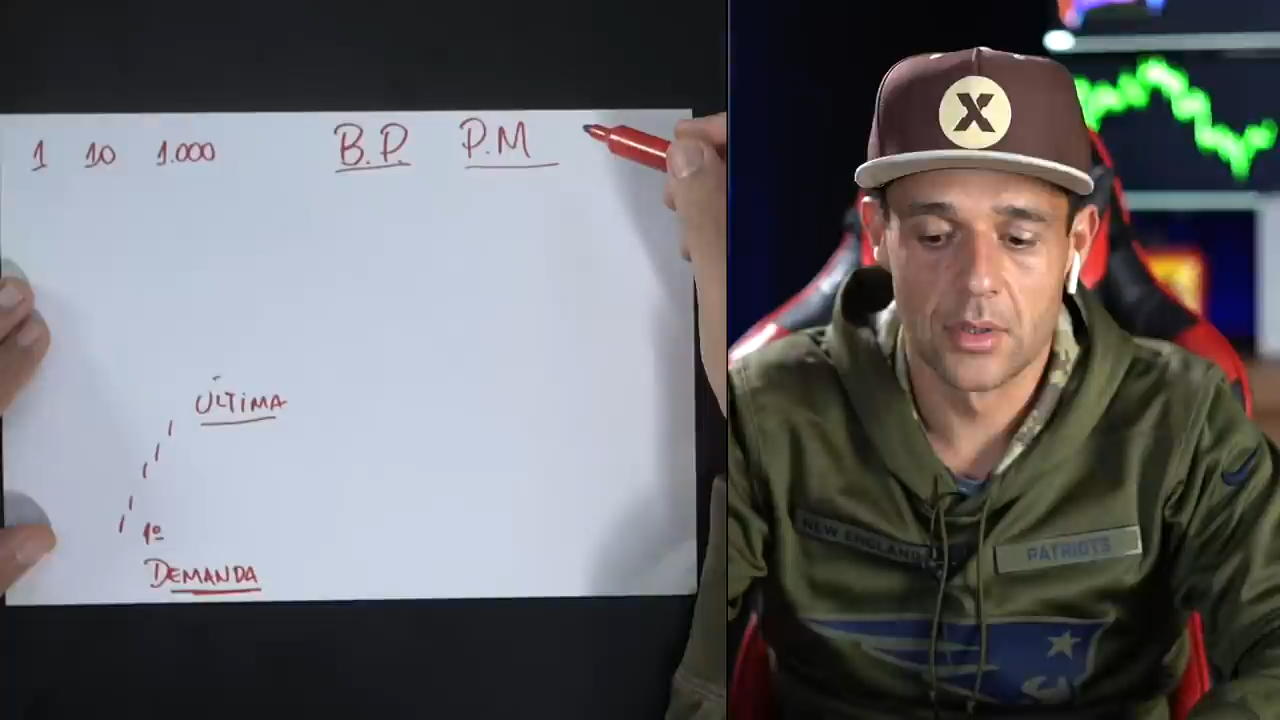 1 10 1.000 B.P. P.M
ÚLTIMA
1º
DEMANDA
X
NEW ENGLAND PATRIOTS